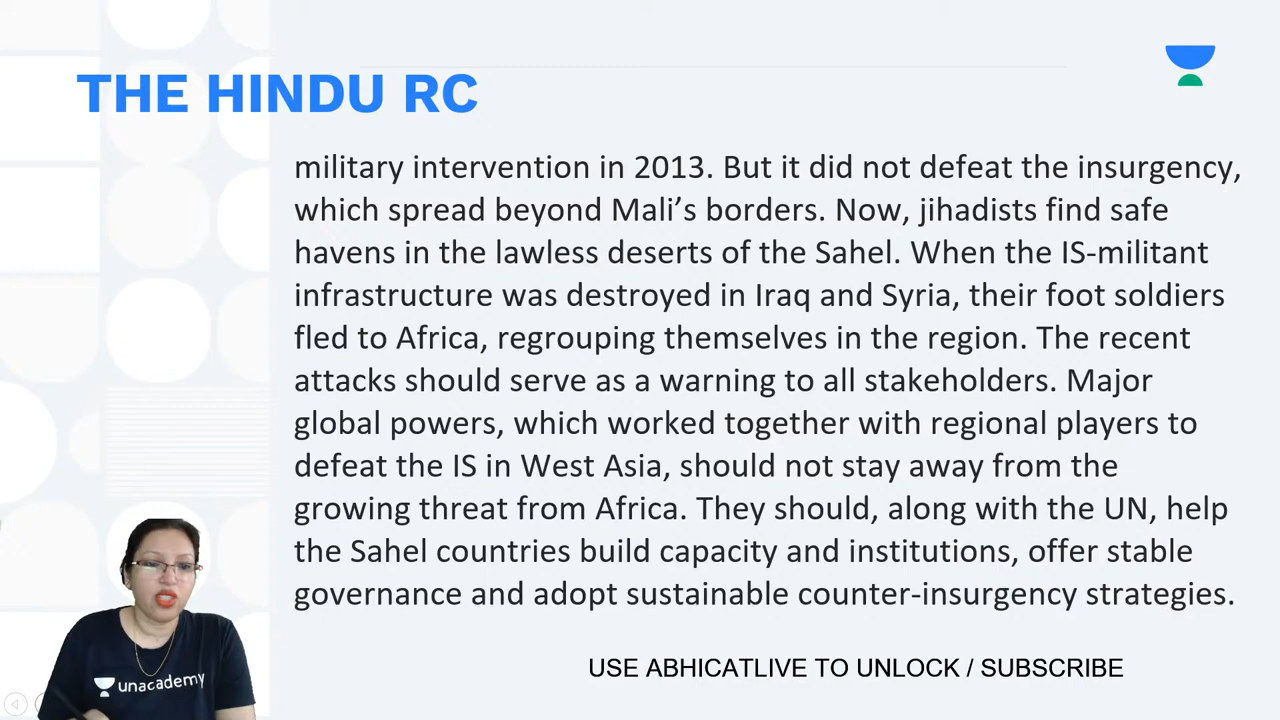 THE HINDU RC
military intervention in 2013. But it did not defeat the insurgency,
which spread beyond Mali’s borders. Now, jihadists find safe
havens in the lawless deserts of the Sahel. When the IS-militant
infrastructure was destroyed in Iraq and Syria, their foot soldiers
fled to Africa, regrouping themselves in the region. The recent
attacks should serve as a warning to all stakeholders. Major
global powers, which worked together with regional players to
defeat the IS in West Asia, should not stay away from the
growing threat from Africa. They should, along with the UN, help
the Sahel countries build capacity and institutions, offer stable
governance and adopt sustainable counter-insurgency strategies.
USE ABHICATLIVE TO UNLOCK / SUBSCRIBE
unacademy